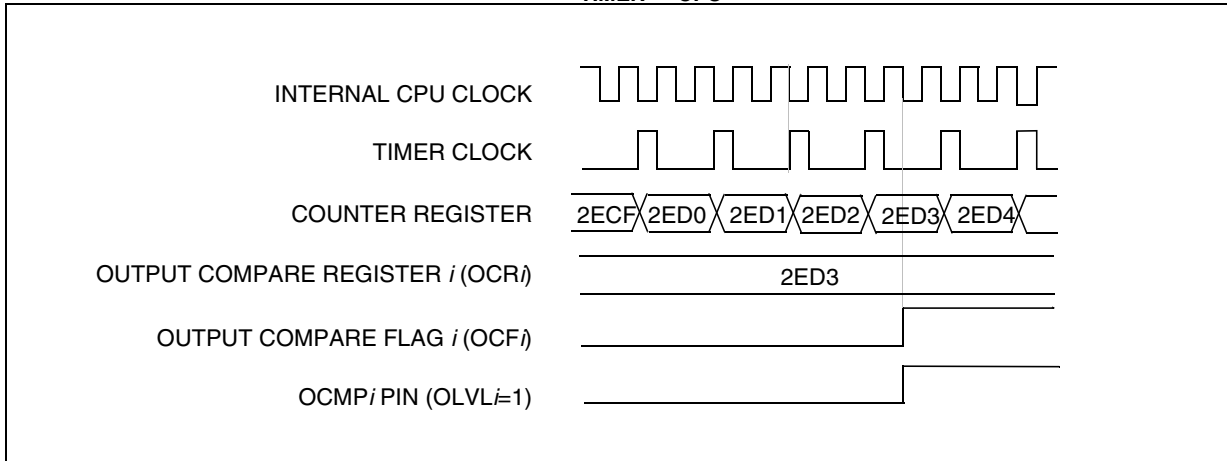 INTERNAL CPU CLOCK
TIMER CLOCK
COUNTER REGISTER 2ECF 2ED0 2ED1 2ED2 2ED3 2ED4
OUTPUT COMPARE REGISTER i (OCRi) 2ED3
OUTPUT COMPARE FLAG i (OCFi)
OCMPi PIN (OLVLi=1)